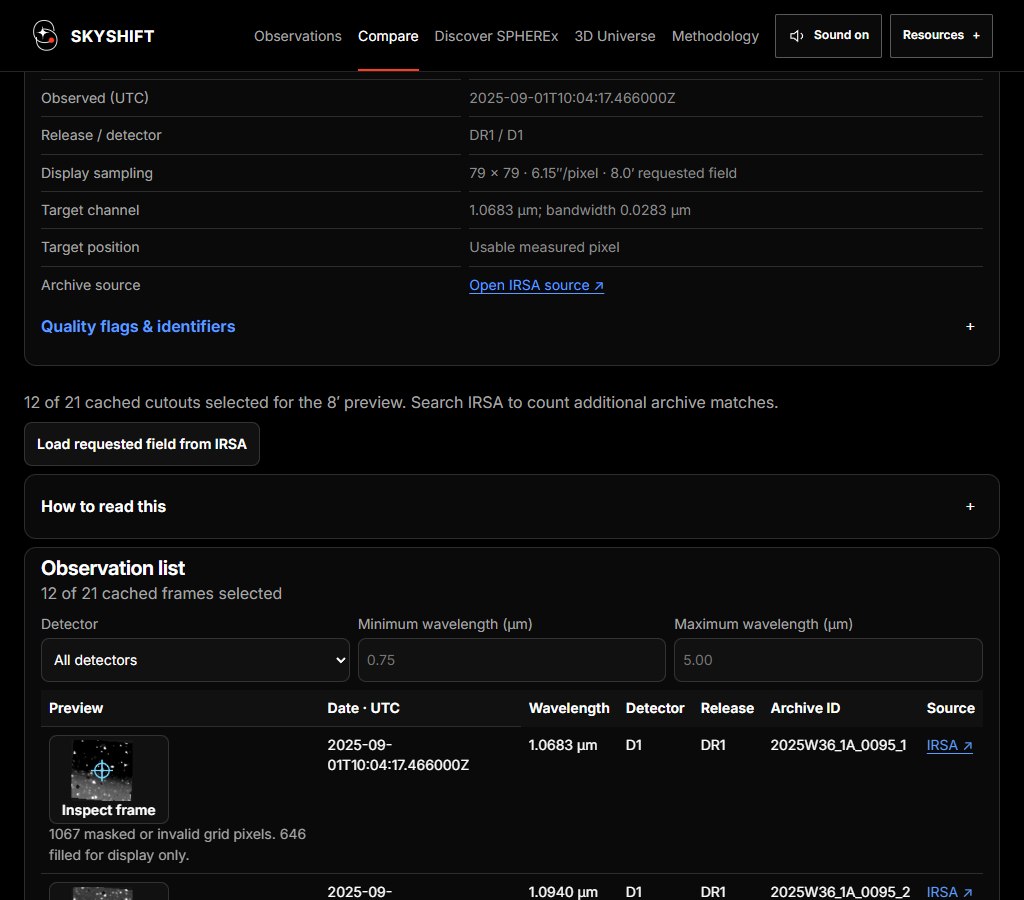 SKYSHIFT
Observations Compare Discover SPHEREx 3D Universe Methodology Sound on Resources +
Observed (UTC) 2025-09-01T10:04:17.466000Z
Release / detector DR1 / D1
Display sampling 79 × 79 · 6.15″/pixel · 8.0′ requested field
Target channel 1.0683 µm; bandwidth 0.0283 µm
Target position Usable measured pixel
Archive source Open IRSA source ↗
Quality flags & identifiers +
12 of 21 cached cutouts selected for the 8′ preview. Search IRSA to count additional archive matches.
Load requested field from IRSA
How to read this +
Observation list
12 of 21 cached frames selected
Detector Minimum wavelength (µm) Maximum wavelength (µm)
All detectors 0.75 5.00
Preview Date · UTC Wavelength Detector Release Archive ID Source
2025-09-01T10:04:17.466000Z 1.0683 µm D1 DR1 2025W36_1A_0095_1 IRSA ↗
Inspect frame
1067 masked or invalid grid pixels. 646
filled for display only.
2025-09- 1.0940 µm D1 DR1 2025W36_1A_0095_2 IRSA ↗